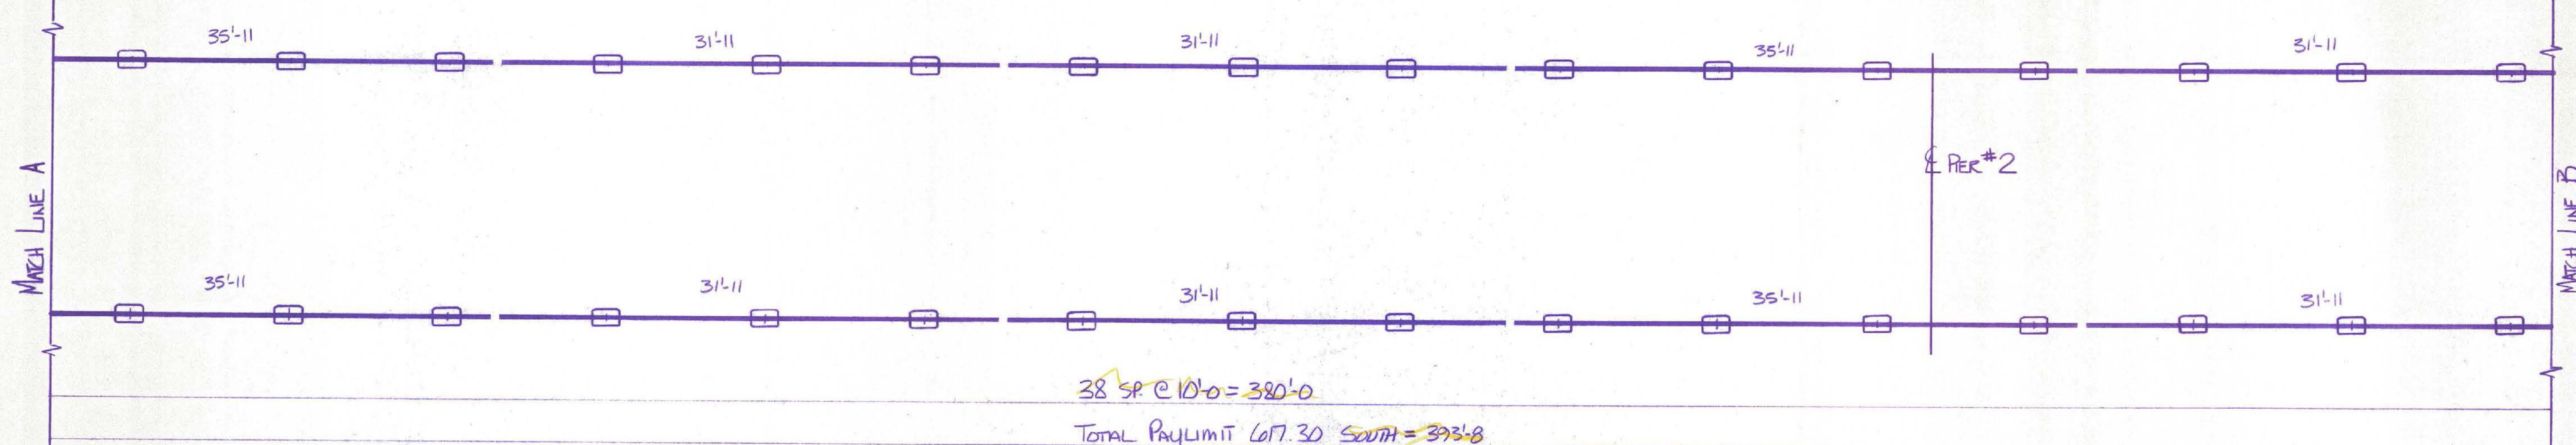 35'-11 31'-11 31'-11 35'-11 31'-11
MATCH LINE A
℄ PIER #2
MATCH LINE B
35'-11 31'-11 31'-11 35'-11 31'-11
38 SP. @ 10'-0 = 380'-0
TOTAL PAYLIMIT 617.30 SOUTH = 393'-8